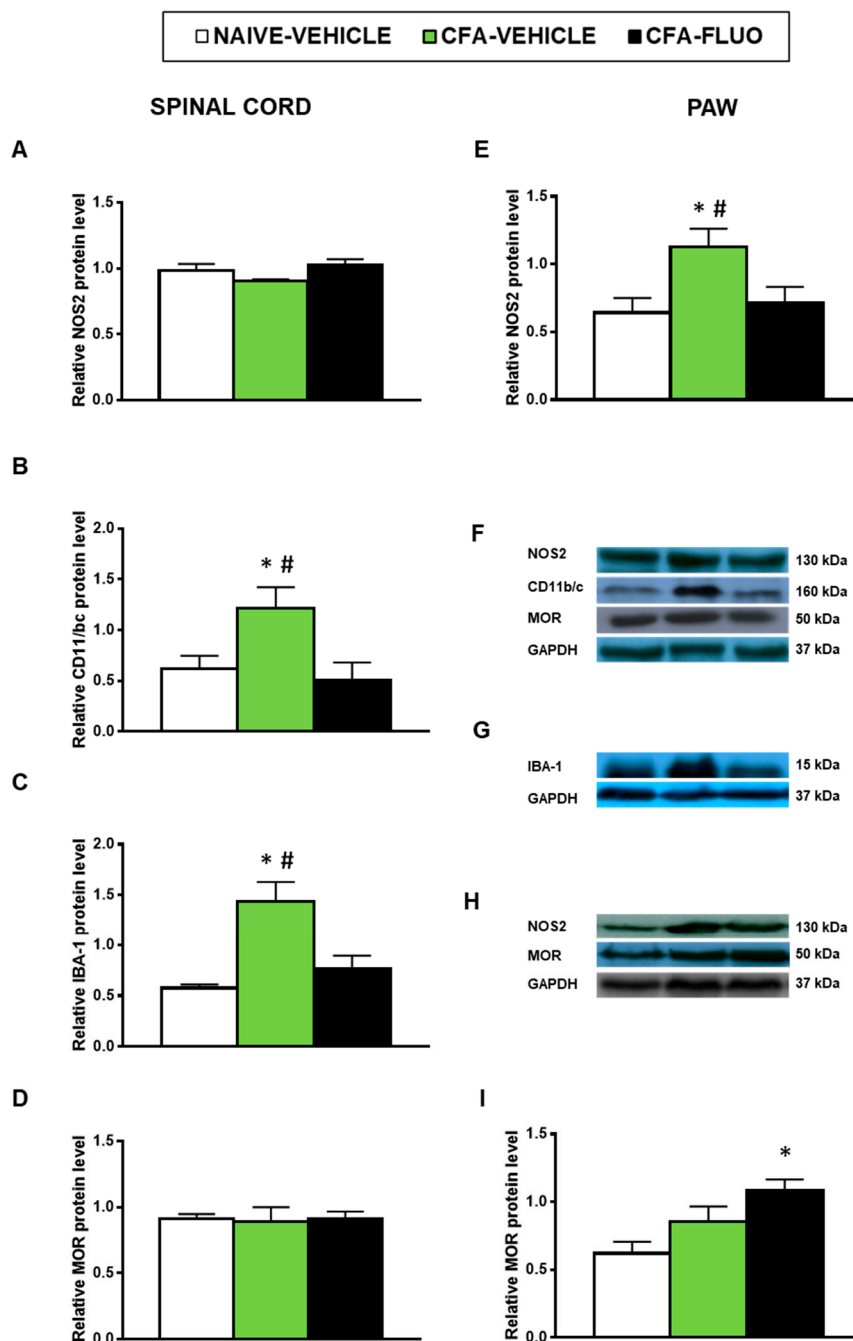 NAIVE-VEHICLE CFA-VEHICLE CFA-FLUO
SPINAL CORD
PAW
A
Relative NOS2 protein level
1.5
1.0
0.5
0.0
E
Relative NOS2 protein level
1.5
1.0
0.5
0.0
* #
B
Relative CD11/bc protein level
2.0
1.5
1.0
0.5
0.0
* #
F
NOS2 130 kDa
CD11b/c 160 kDa
MOR 50 kDa
GAPDH 37 kDa
G
IBA-1 15 kDa
GAPDH 37 kDa
C
Relative IBA-1 protein level
2.0
1.5
1.0
0.5
0.0
* #
H
NOS2 130 kDa
MOR 50 kDa
GAPDH 37 kDa
D
Relative MOR protein level
1.5
1.0
0.5
0.0
I
Relative MOR protein level
1.5
1.0
0.5
0.0
*